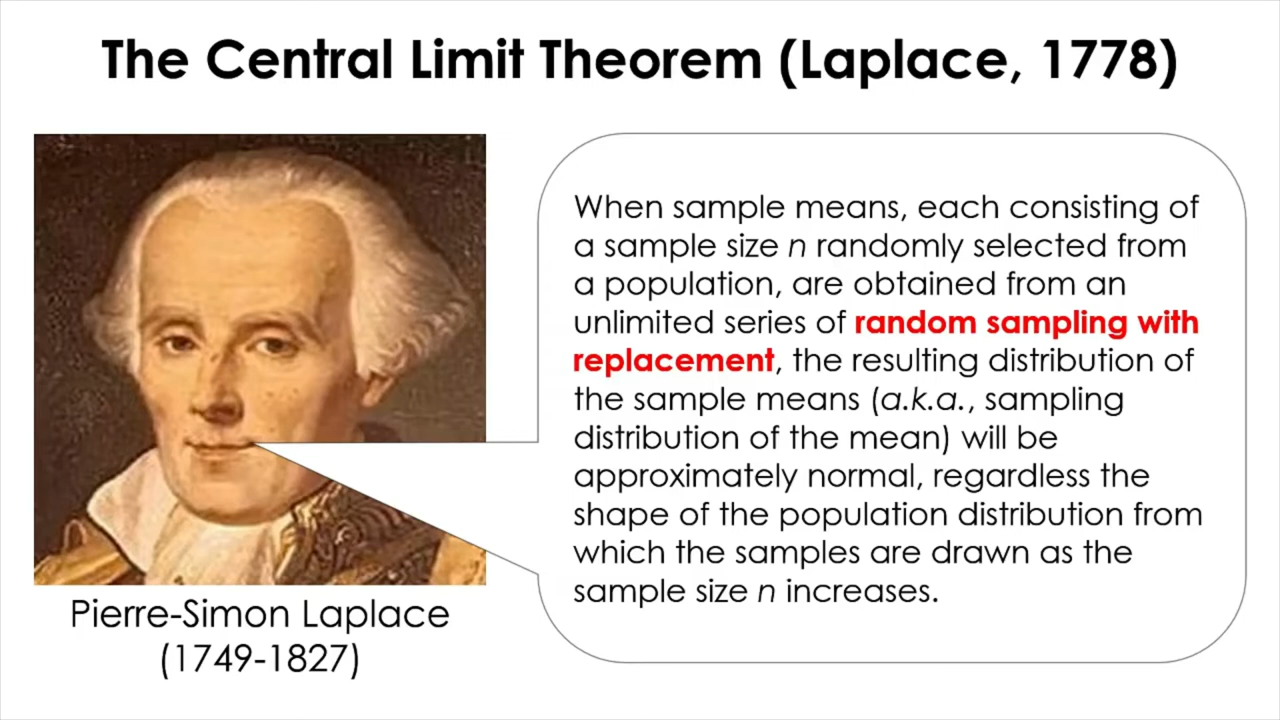 The Central Limit Theorem (Laplace, 1778)
When sample means, each consisting of
a sample size n randomly selected from
a population, are obtained from an
unlimited series of random sampling with
replacement, the resulting distribution of
the sample means (a.k.a., sampling
distribution of the mean) will be
approximately normal, regardless the
shape of the population distribution from
which the samples are drawn as the
sample size n increases.
Pierre-Simon Laplace
(1749-1827)